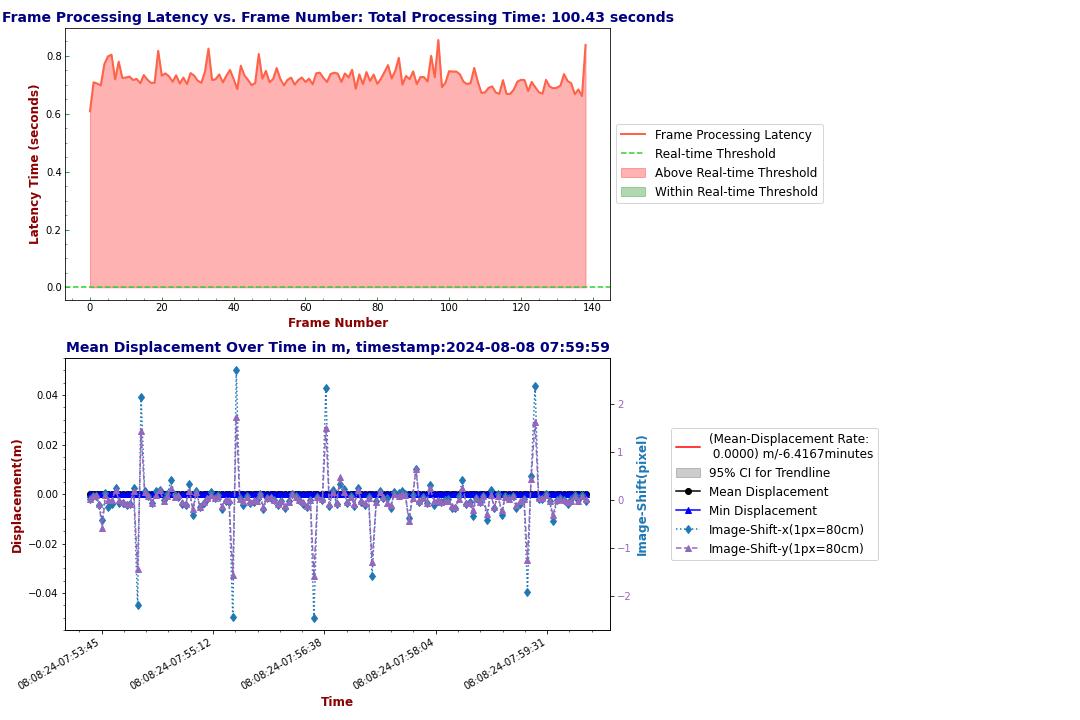 Frame Processing Latency vs. Frame Number: Total Processing Time: 100.43 seconds
0.8
0.6
0.4
0.2
0.0
Latency Time (seconds)
0 20 40 60 80 100 120 140
Frame Number
Frame Processing Latency
Real-time Threshold
Above Real-time Threshold
Within Real-time Threshold
Mean Displacement Over Time in m, timestamp:2024-08-08 07:59:59
0.04
0.02
0.00
−0.02
−0.04
Displacement(m)
2
1
0
−1
−2
Image-Shift(pixel)
08:08:24-07:53:45
08:08:24-07:55:12
08:08:24-07:56:38
08:08:24-07:58:04
08:08:24-07:59:31
Time
(Mean-Displacement Rate:
0.0000) m/-6.4167minutes
95% CI for Trendline
Mean Displacement
Min Displacement
Image-Shift-x(1px=80cm)
Image-Shift-y(1px=80cm)